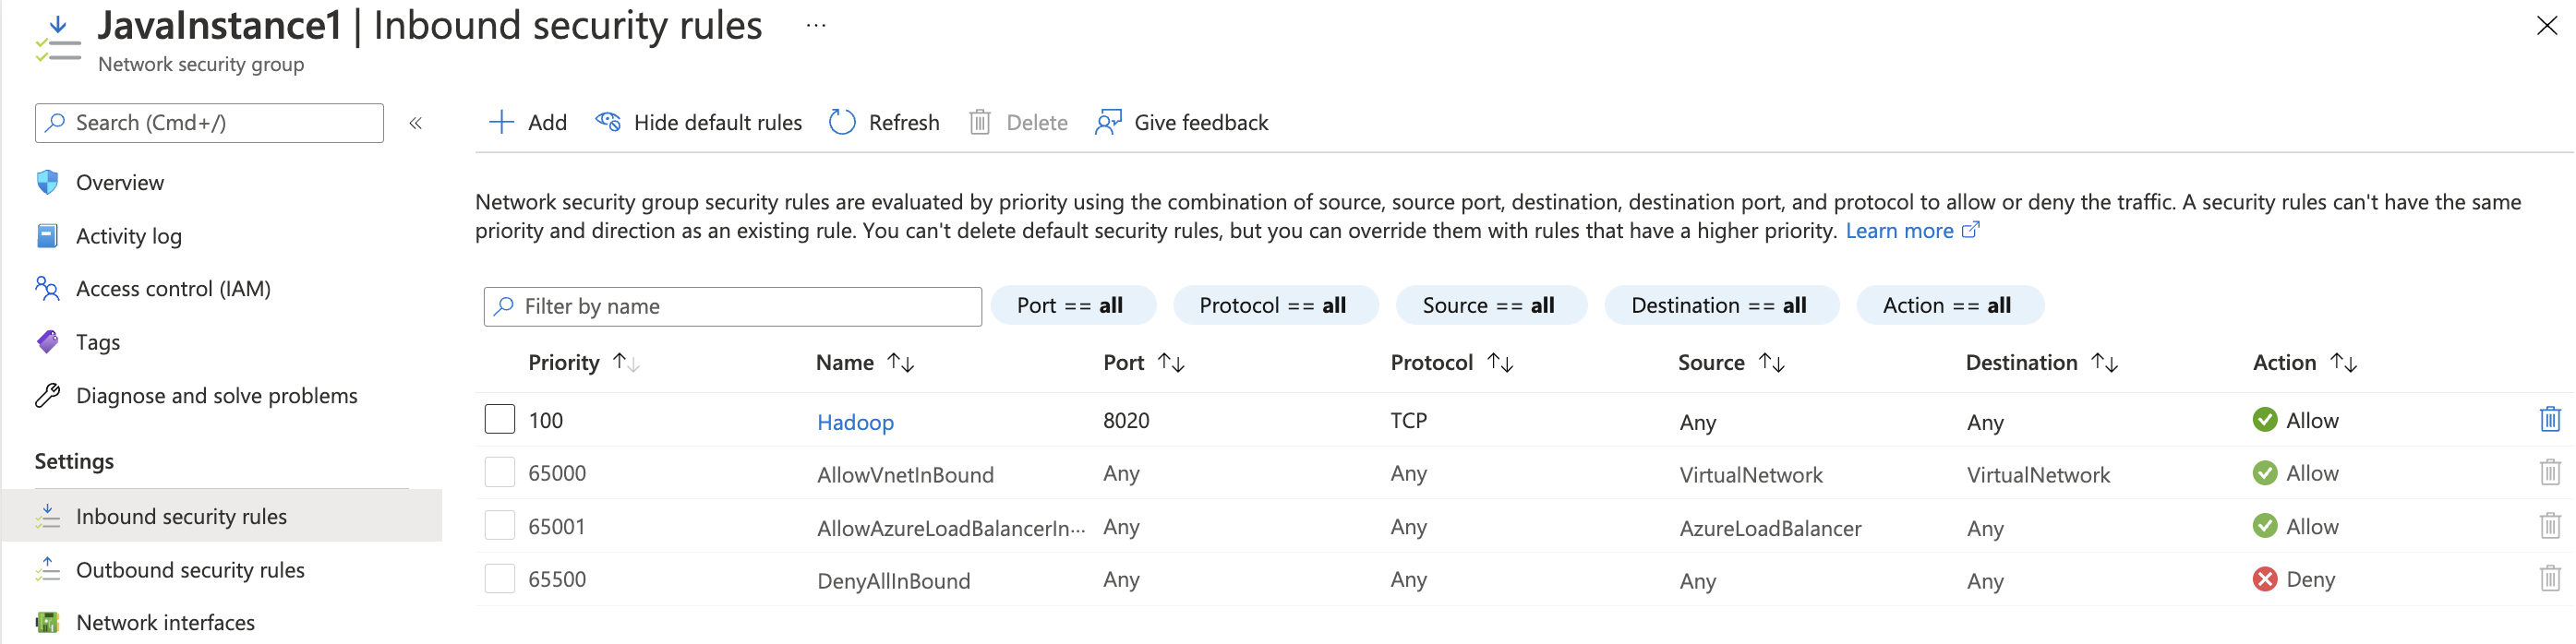 JavaInstance1 | Inbound security rules ...
Network security group
Search (Cmd+/) «
Add Hide default rules Refresh Delete Give feedback
Overview
Activity log
Access control (IAM)
Tags
Diagnose and solve problems
Settings
Inbound security rules
Outbound security rules
Network interfaces
Network security group security rules are evaluated by priority using the combination of source, source port, destination, destination port, and protocol to allow or deny the traffic. A security rules can't have the same
priority and direction as an existing rule. You can't delete default security rules, but you can override them with rules that have a higher priority. Learn more
Filter by name Port == all Protocol == all Source == all Destination == all Action == all
Priority ↑↓ Name ↑↓ Port ↑↓ Protocol ↑↓ Source ↑↓ Destination ↑↓ Action ↑↓
100 Hadoop 8020 TCP Any Any Allow
65000 AllowVnetInBound Any Any VirtualNetwork VirtualNetwork Allow
65001 AllowAzureLoadBalancerIn... Any Any AzureLoadBalancer Any Allow
65500 DenyAllInBound Any Any Any Any Deny